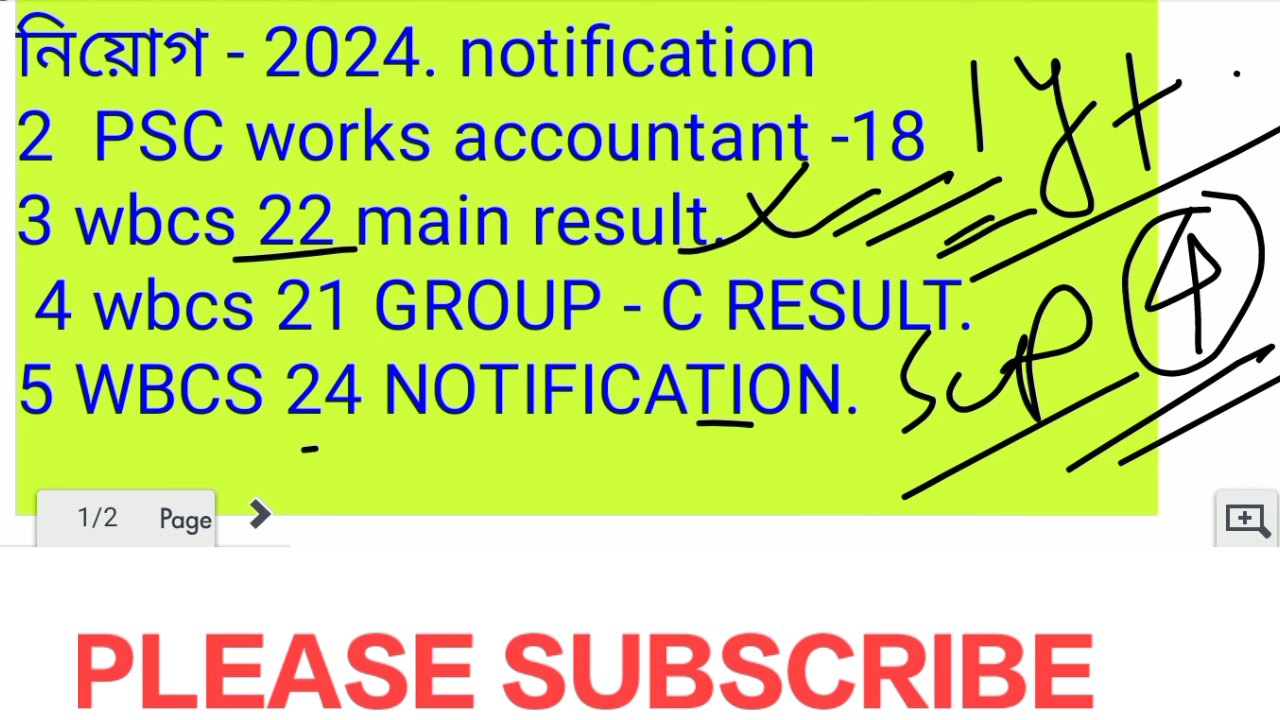 নিয়োগ - 2024. notification
2 PSC works accountant -18
3 wbcs 22 main result.
4 wbcs 21 GROUP - C RESULT.
5 WBCS 24 NOTIFICATION.
1/2 Page
PLEASE SUBSCRIBE